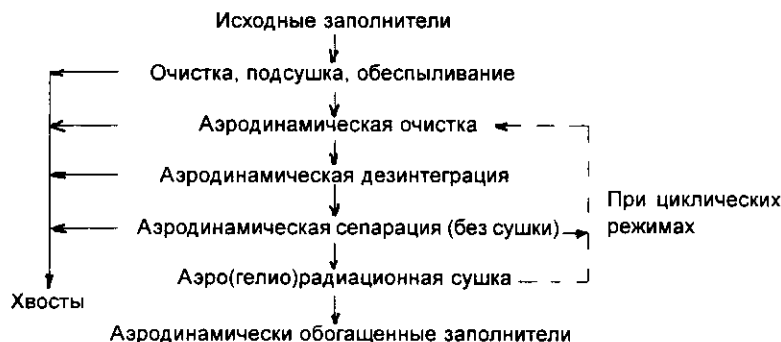 Исходные заполнители
Очистка, подсушка, обеспыливание
Аэродинамическая очистка
Аэродинамическая дезинтеграция
При циклических
режимах
Аэродинамическая сепарация (без сушки)
Аэро(гелио)радиационная сушка
Хвосты
Аэродинамически обогащенные заполнители